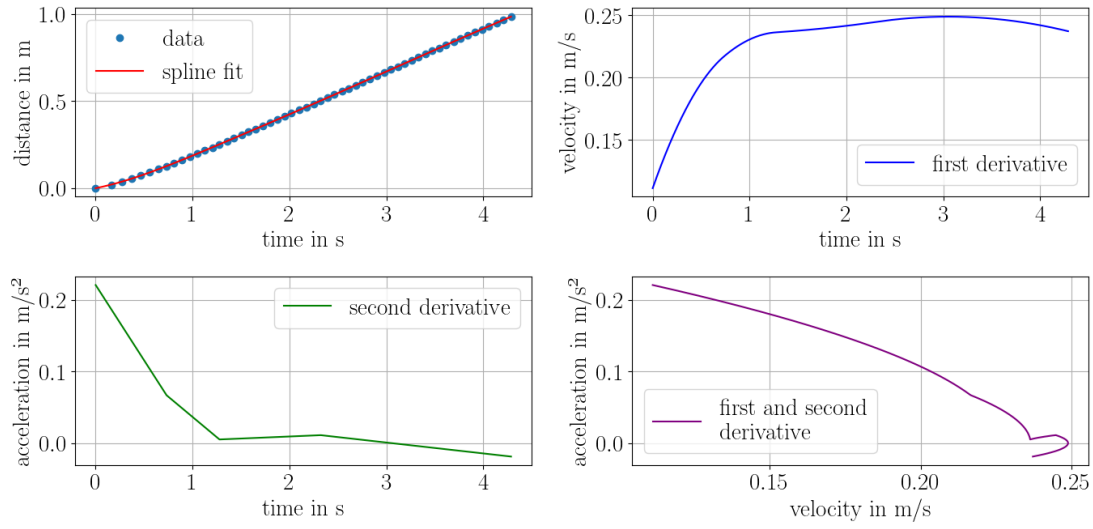 1.0
0.5
0.0
distance in m
data
spline fit
0 1 2 3 4
time in s
0.25
0.20
0.15
velocity in m/s
first derivative
0 1 2 3 4
time in s
0.2
0.1
0.0
acceleration in m/s²
second derivative
0 1 2 3 4
time in s
0.2
0.1
0.0
acceleration in m/s²
first and second
derivative
0.15 0.20 0.25
velocity in m/s